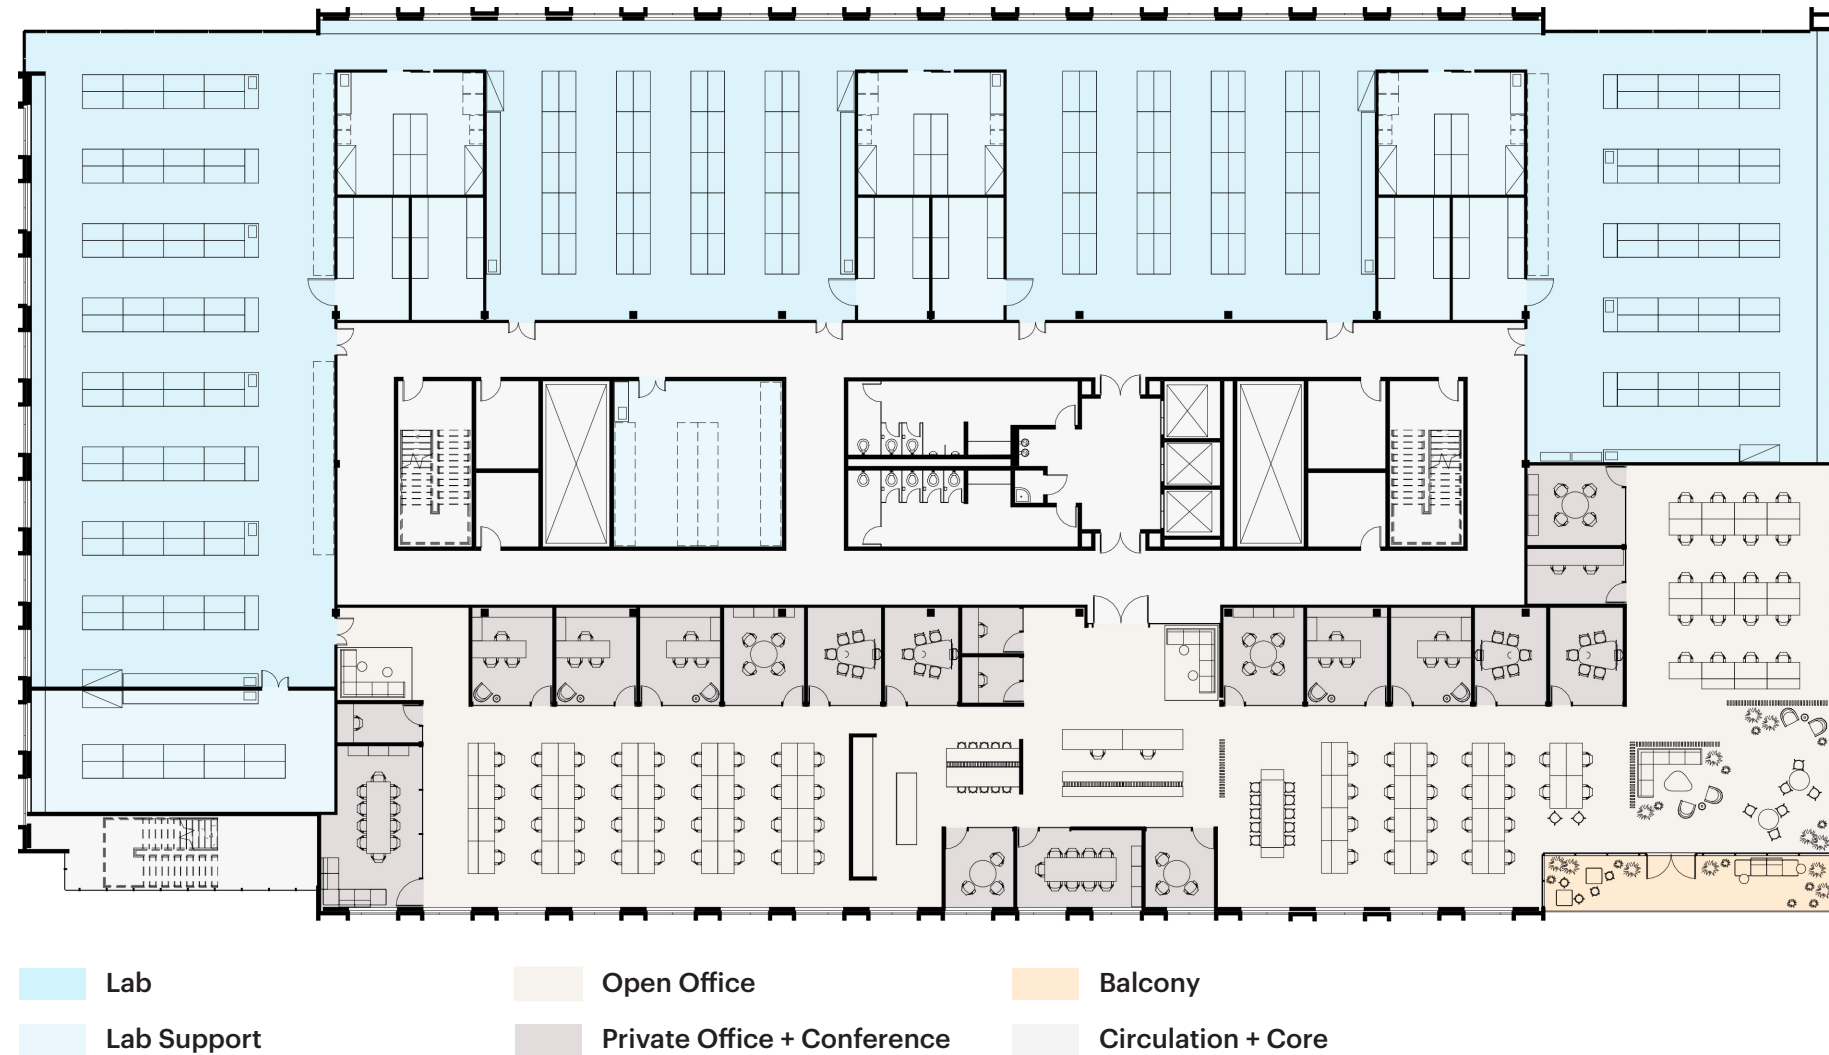 Lab
Open Office
Balcony
Lab Support
Private Office + Conference
Circulation + Core